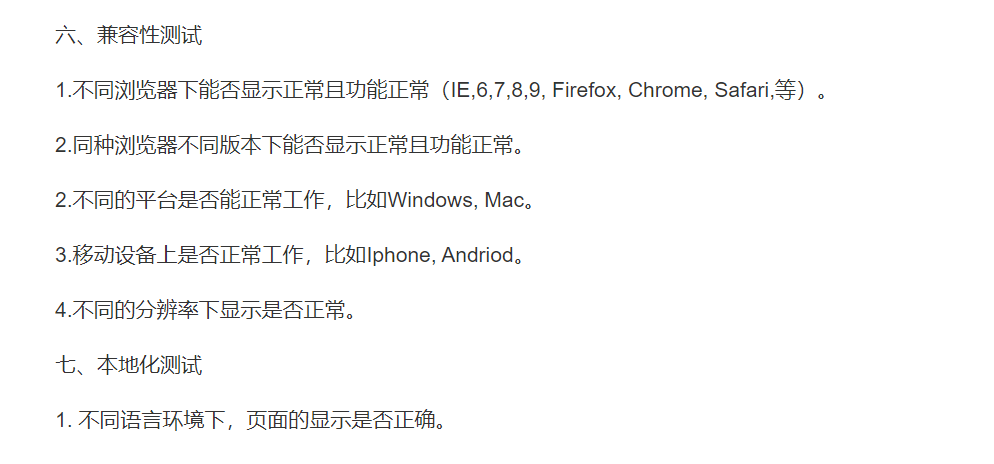 六、兼容性测试
1.不同浏览器下能否显示正常且功能正常（IE,6,7,8,9, Firefox, Chrome, Safari,等）。
2.同种浏览器不同版本下能否显示正常且功能正常。
2.不同的平台是否能正常工作，比如Windows, Mac。
3.移动设备上是否正常工作，比如Iphone, Andriod。
4.不同的分辨率下显示是否正常。
七、本地化测试
1. 不同语言环境下，页面的显示是否正确。